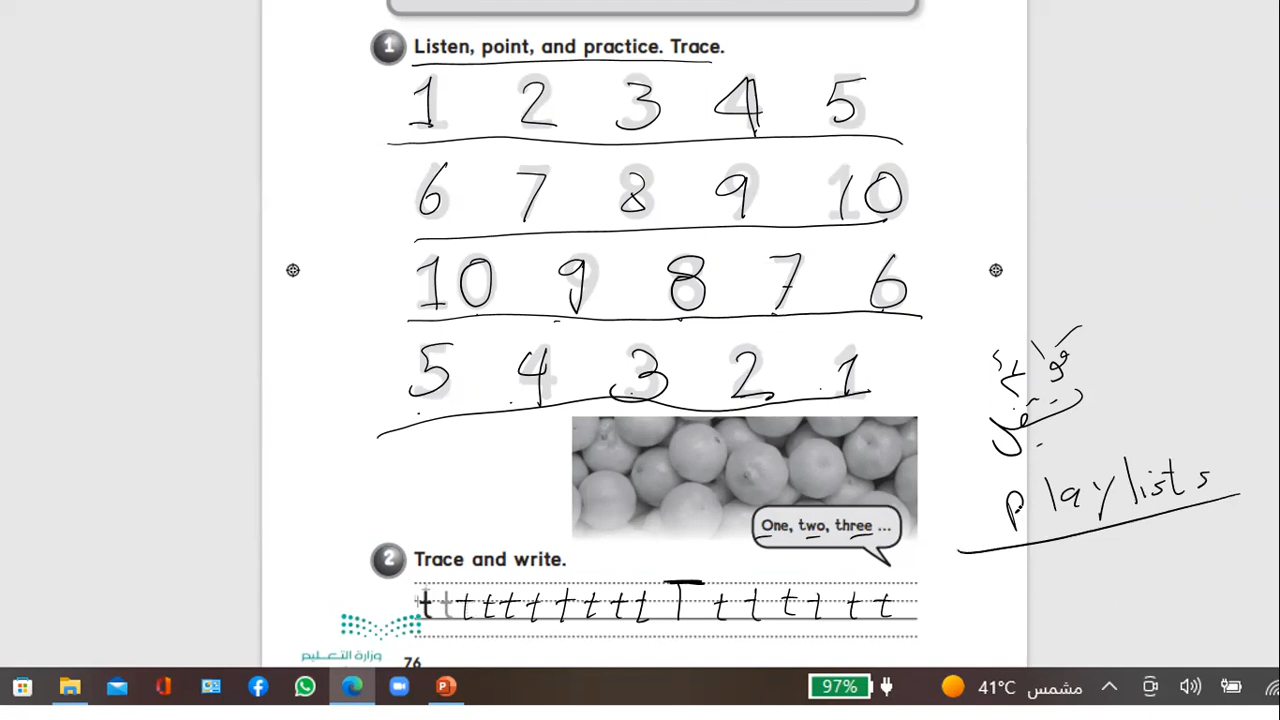 1 Listen, point, and practice. Trace.
1 2 3 4 5
6 7 8 9 10
10 9 8 7 6
5 4 3 2 1
playlists
One, two, three ...
2 Trace and write.
t t t t t t t t t t T t t t t t t
وزارة التعليم
76
97% 41°C مشمس